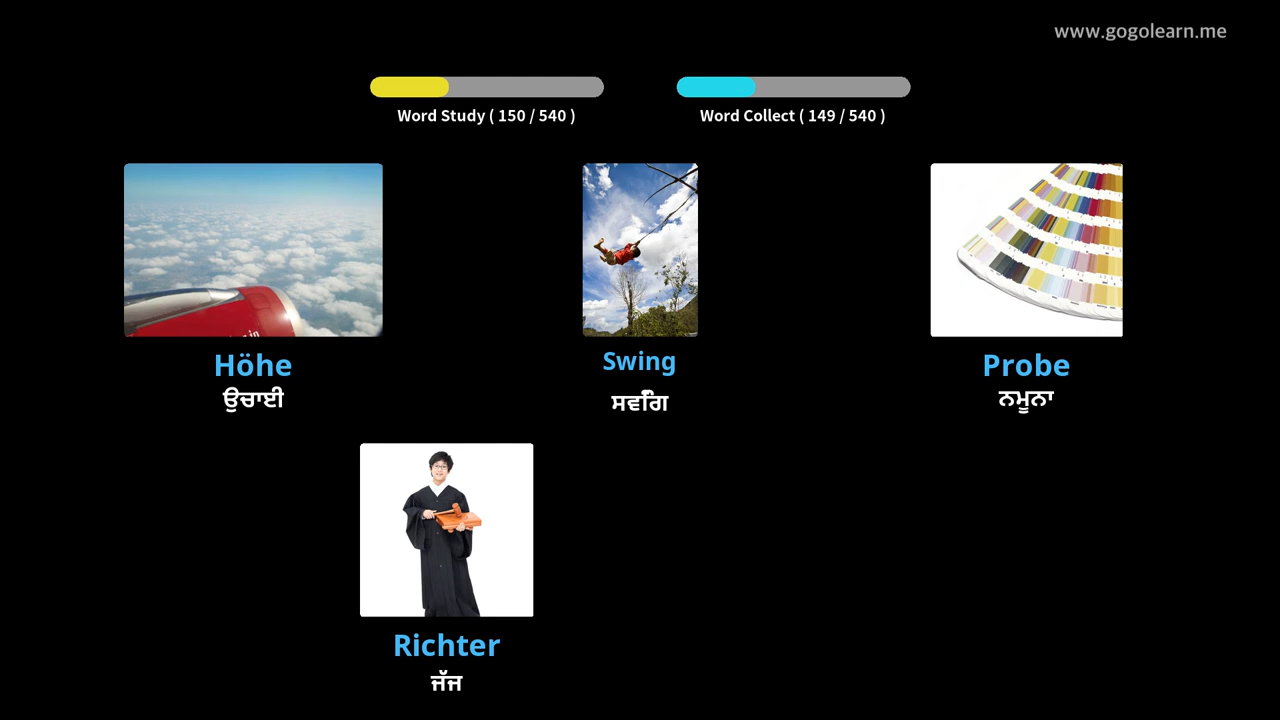 www.gogolearn.me
Word Study ( 150 / 540 )
Word Collect ( 149 / 540 )
Höhe
ਉਚਾਈ
Swing
ਸਵਿੰਗ
Probe
ਨਮੂਨਾ
Richter
ਜੱਜ